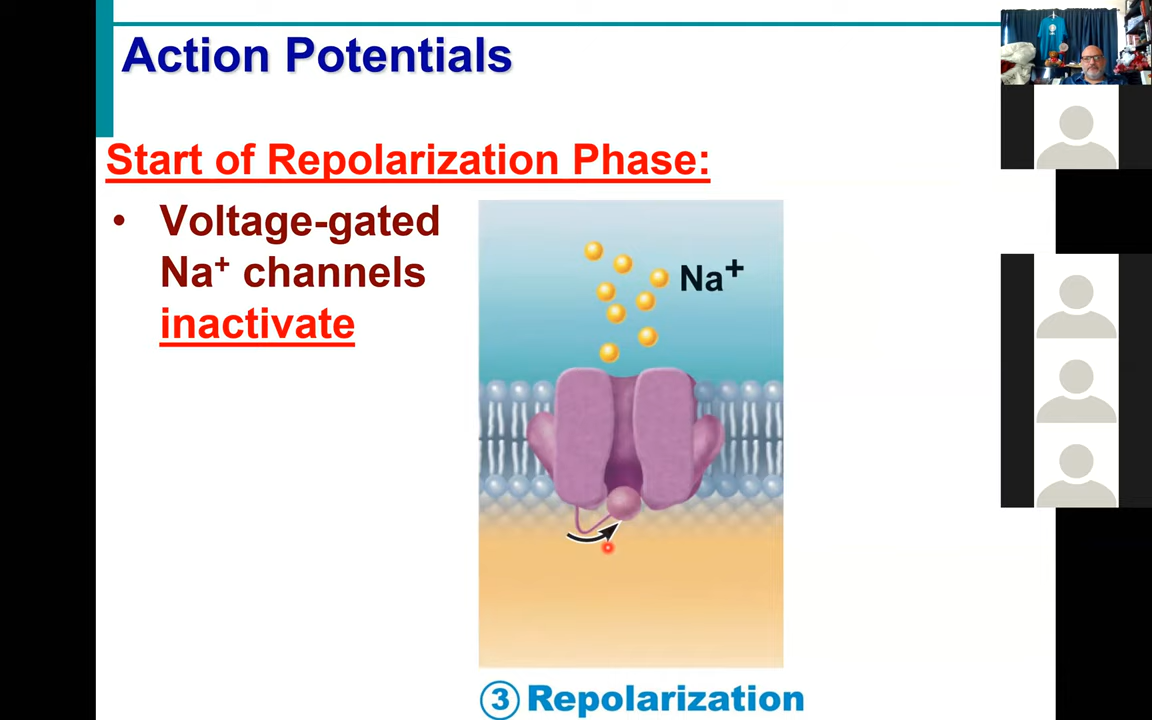 Action Potentials
Start of Repolarization Phase:
• Voltage-gated
Na⁺ channels
inactivate
Na⁺
③ Repolarization